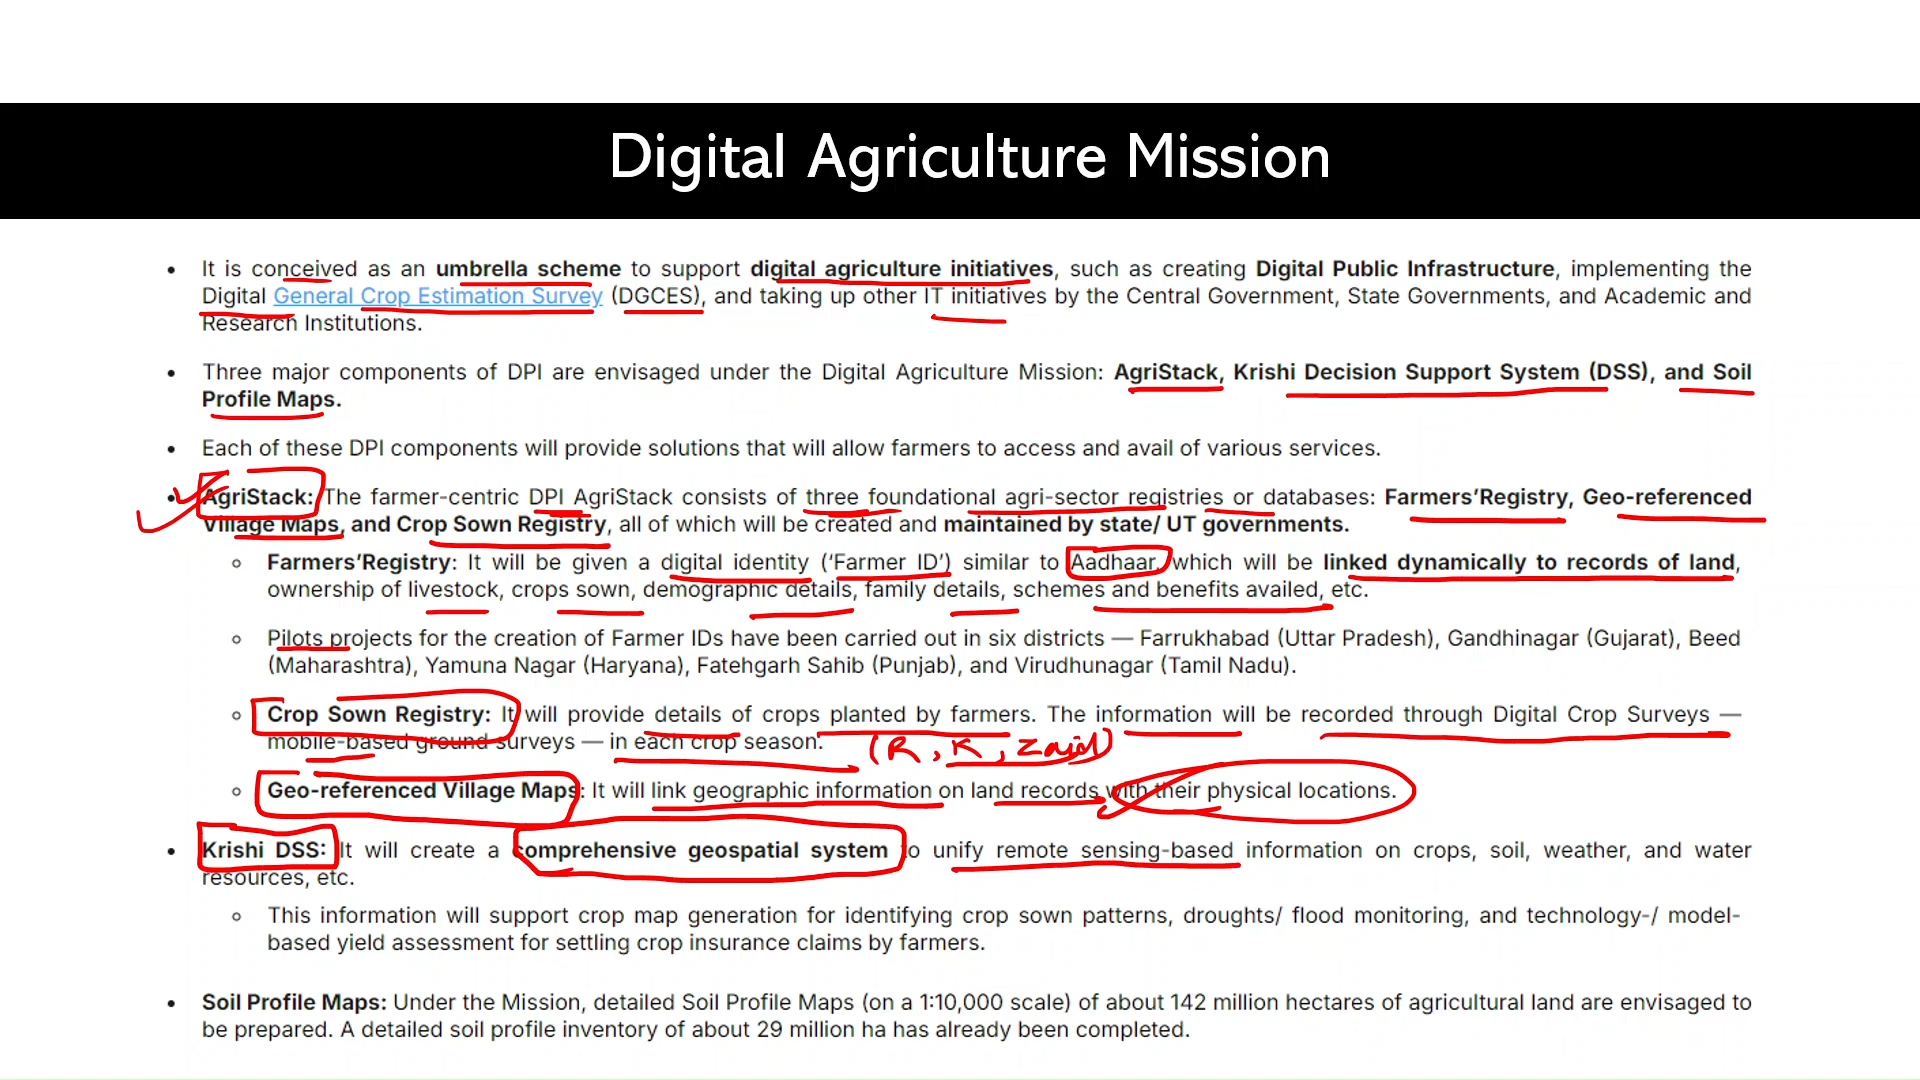 Digital Agriculture Mission
• It is conceived as an umbrella scheme to support digital agriculture initiatives, such as creating Digital Public Infrastructure, implementing the
Digital General Crop Estimation Survey (DGCES), and taking up other IT initiatives by the Central Government, State Governments, and Academic and
Research Institutions.
• Three major components of DPI are envisaged under the Digital Agriculture Mission: AgriStack, Krishi Decision Support System (DSS), and Soil
Profile Maps.
• Each of these DPI components will provide solutions that will allow farmers to access and avail of various services.
• AgriStack: The farmer-centric DPI AgriStack consists of three foundational agri-sector registries or databases: Farmers’Registry, Geo-referenced
Village Maps, and Crop Sown Registry, all of which will be created and maintained by state/ UT governments.
◦ Farmers’Registry: It will be given a digital identity (‘Farmer ID’) similar to Aadhaar, which will be linked dynamically to records of land,
ownership of livestock, crops sown, demographic details, family details, schemes and benefits availed, etc.
◦ Pilots projects for the creation of Farmer IDs have been carried out in six districts — Farrukhabad (Uttar Pradesh), Gandhinagar (Gujarat), Beed
(Maharashtra), Yamuna Nagar (Haryana), Fatehgarh Sahib (Punjab), and Virudhunagar (Tamil Nadu).
◦ Crop Sown Registry: It will provide details of crops planted by farmers. The information will be recorded through Digital Crop Surveys —
mobile-based ground surveys — in each crop season. (R, K, Zaid)
◦ Geo-referenced Village Maps: It will link geographic information on land records with their physical locations.
• Krishi DSS: It will create a comprehensive geospatial system to unify remote sensing-based information on crops, soil, weather, and water
resources, etc.
◦ This information will support crop map generation for identifying crop sown patterns, droughts/ flood monitoring, and technology-/ model-
based yield assessment for settling crop insurance claims by farmers.
• Soil Profile Maps: Under the Mission, detailed Soil Profile Maps (on a 1:10,000 scale) of about 142 million hectares of agricultural land are envisaged to
be prepared. A detailed soil profile inventory of about 29 million ha has already been completed.